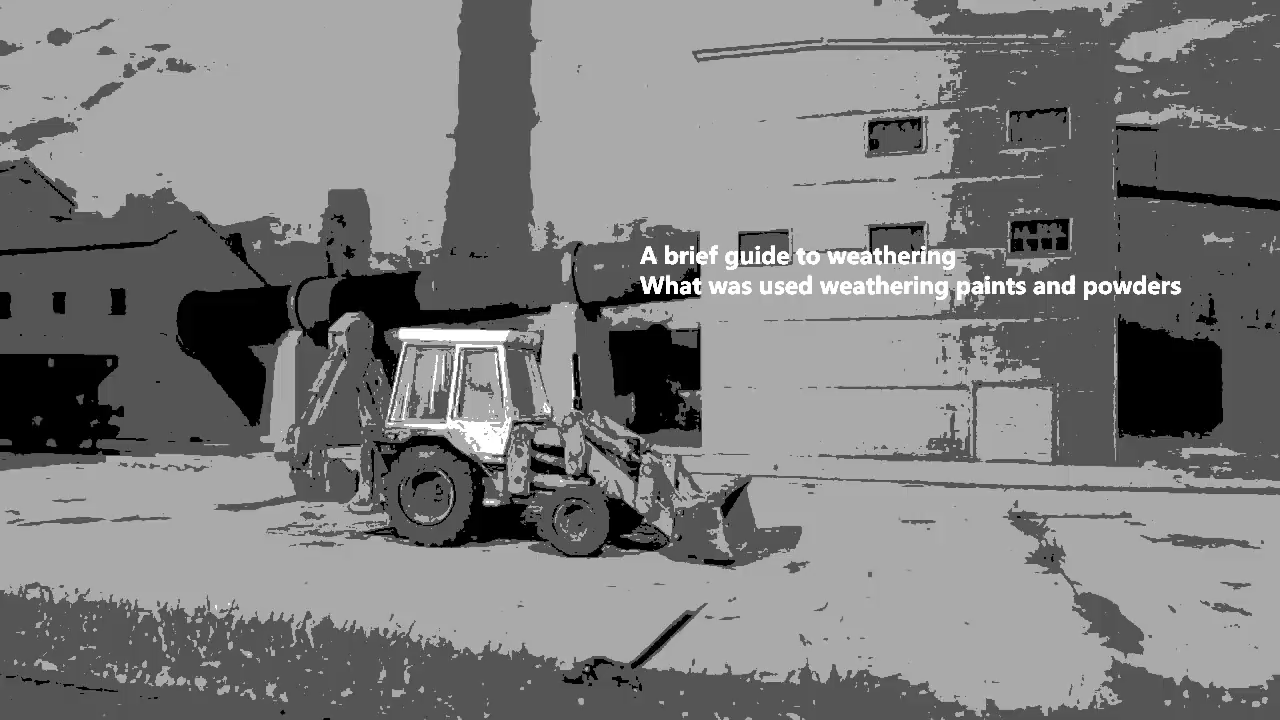 A brief guide to weathering
What was used weathering paints and powders